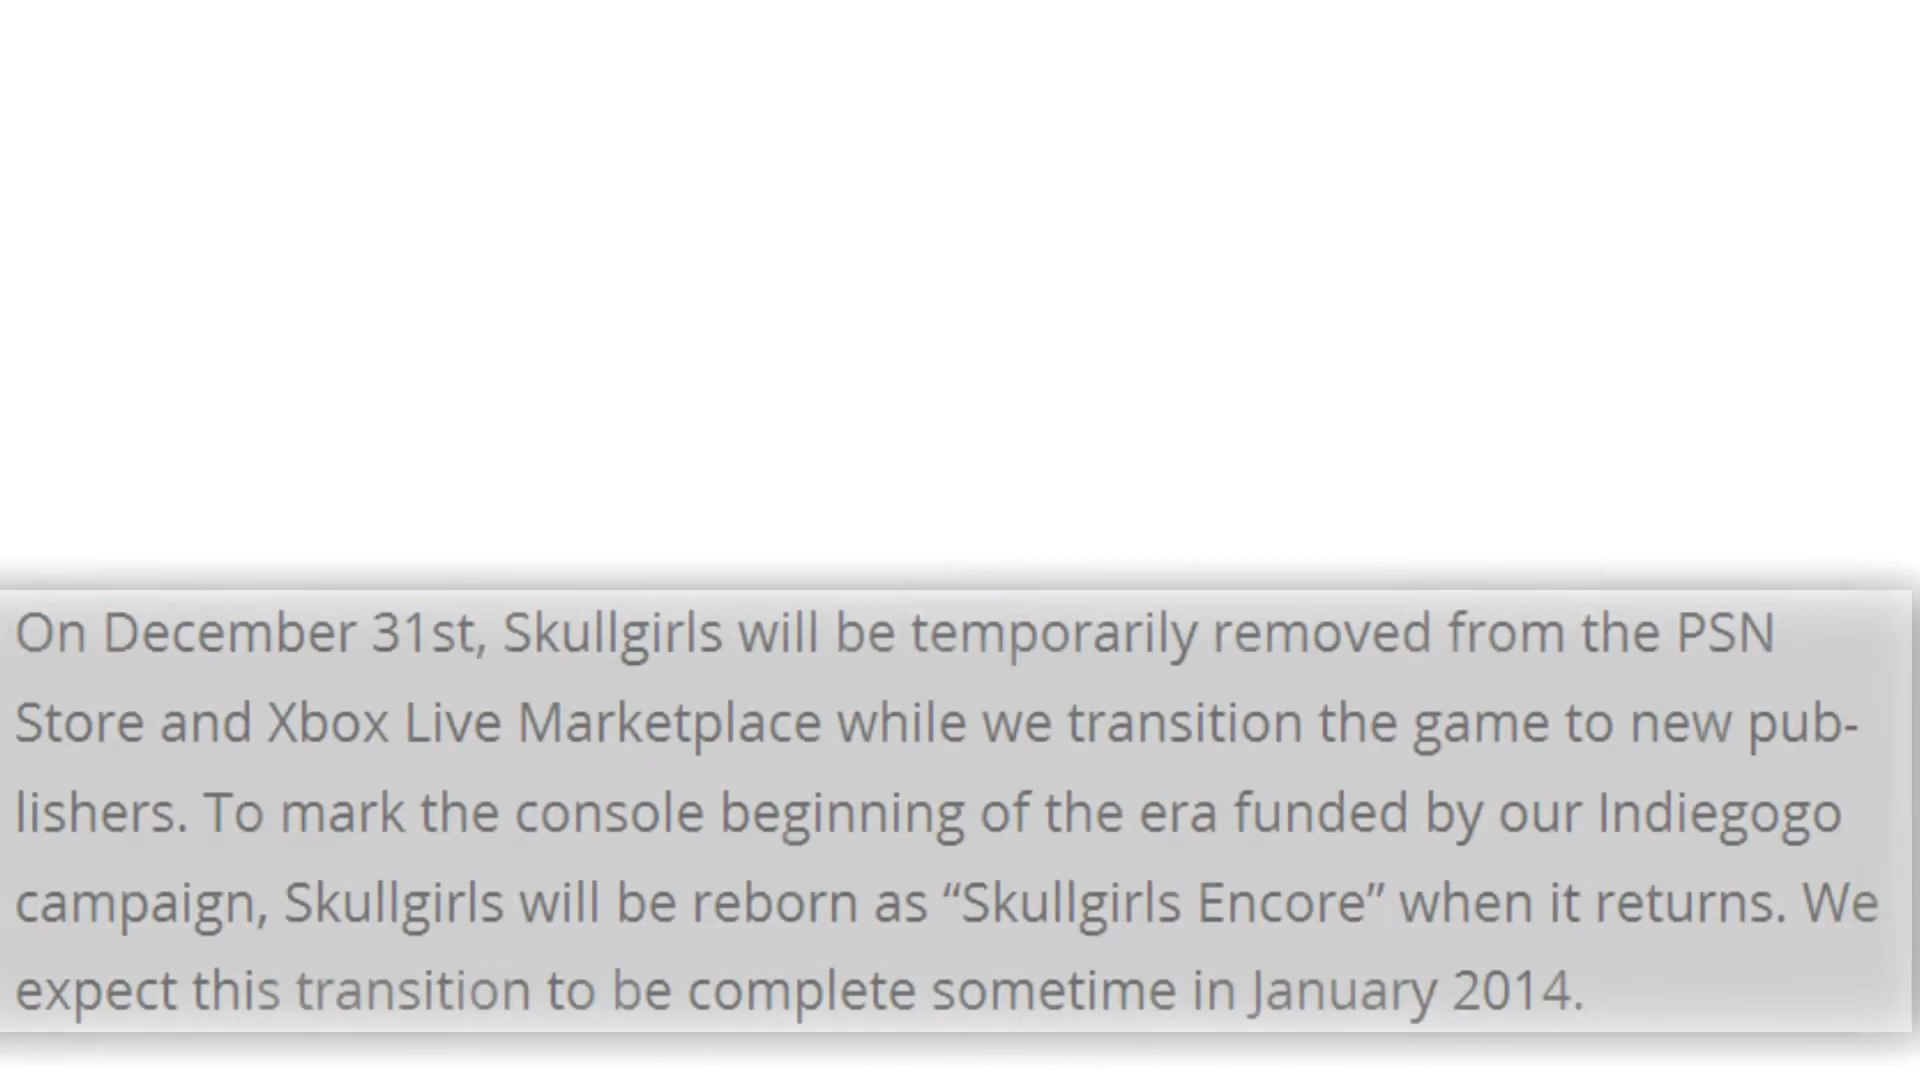 On December 31st, Skullgirls will be temporarily removed from the PSN
Store and Xbox Live Marketplace while we transition the game to new pub-
lishers. To mark the console beginning of the era funded by our Indiegogo
campaign, Skullgirls will be reborn as “Skullgirls Encore” when it returns. We
expect this transition to be complete sometime in January 2014.